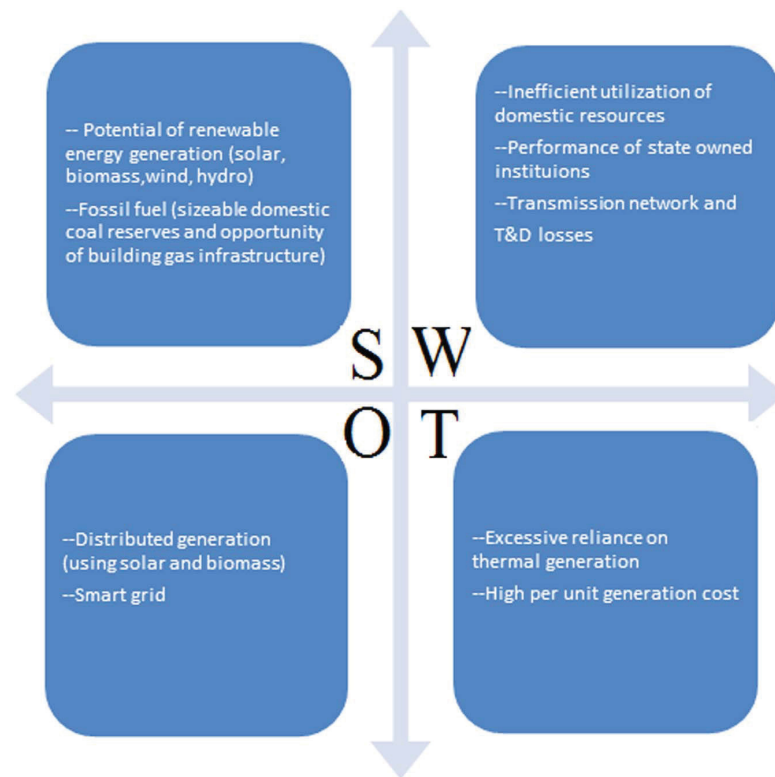 -- Potential of renewable
energy generation (solar,
biomass,wind, hydro)
--Fossil fuel (sizeable domestic
coal reserves and opportunity
of building gas infrastructure)
--Inefficient utilization of
domestic resources
--Performance of state owned
instituions
--Transmission network and
T&D losses
S W
O T
--Distributed generation
(using solar and biomass)
--Smart grid
--Excessive reliance on
thermal generation
--High per unit generation cost